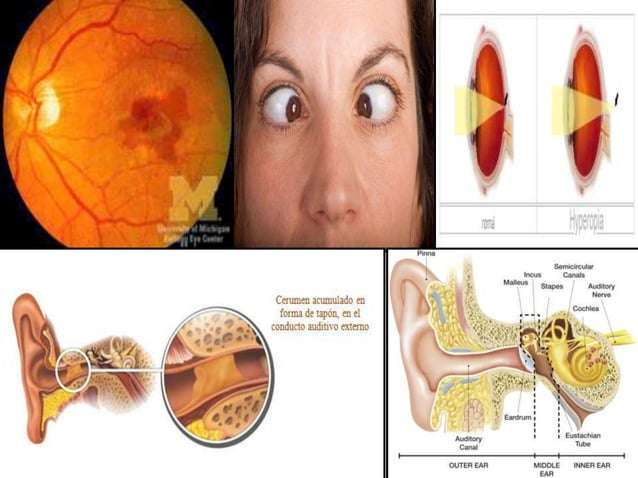 M
University of Michigan
Kellogg Eye Center
normal
Hyperopia
Cerumen acumulado en
forma de tapón, en el
conducto auditivo externo
Pinna
Semicircular
Canals
Incus
Malleus
Stapes
Auditory
Nerve
Cochlea
Eardrum
Auditory
Canal
Eustachian
Tube
OUTER EAR
MIDDLE
EAR
INNER EAR